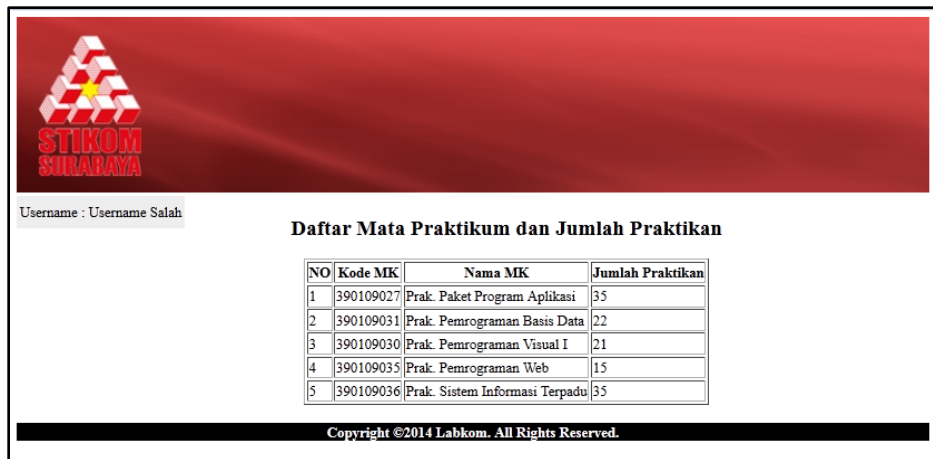 STIKOM
SURABAYA
Username : Username Salah
Daftar Mata Praktikum dan Jumlah Praktikan
NO Kode MK Nama MK Jumlah Praktikan
1 390109027 Prak. Paket Program Aplikasi 35
2 390109031 Prak. Pemrograman Basis Data 22
3 390109030 Prak. Pemrograman Visual I 21
4 390109035 Prak. Pemrograman Web 15
5 390109036 Prak. Sistem Informasi Terpadu 35
Copyright ©2014 Labkom. All Rights Reserved.